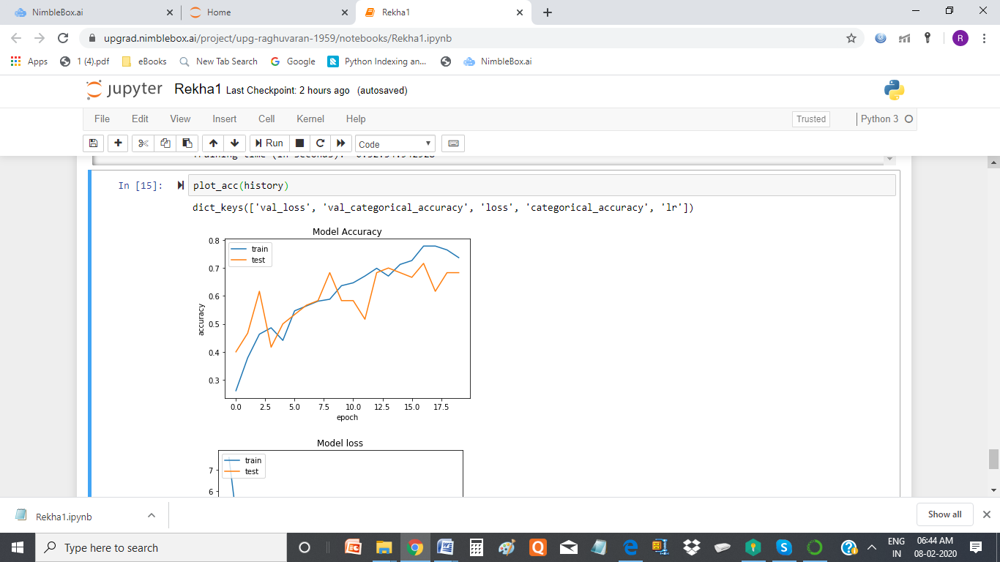 NimbleBox.ai
Home
Rekha1
upgrad.nimblebox.ai/project/upg-raghuvaran-1959/notebooks/Rekha1.ipynb
R
Apps
1 (4).pdf
eBooks
New Tab Search
Google
Python Indexing an...
NimbleBox.ai
jupyter
Rekha1 Last Checkpoint: 2 hours ago (autosaved)
File Edit View Insert Cell Kernel Help
Trusted
Python 3
Run
Code
In [15]:
plot_acc(history)
dict_keys(['val_loss', 'val_categorical_accuracy', 'loss', 'categorical_accuracy', 'lr'])
Model Accuracy
train
test
0.8
0.7
0.6
0.5
0.4
0.3
accuracy
0.0 2.5 5.0 7.5 10.0 12.5 15.0 17.5
epoch
Model loss
train
test
7
6
Rekha1.ipynb
Show all
Type here to search
ENG
IN
06:44 AM
08-02-2020